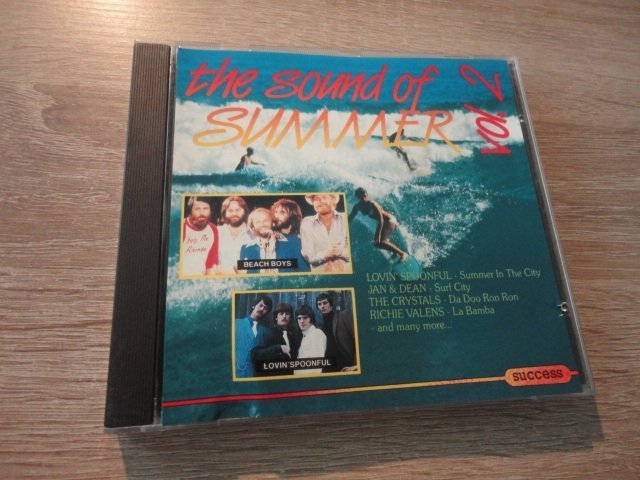 the sound of
SUMMER
vol. 2
BEACH BOYS
LOVIN'SPOONFUL
LOVIN' SPOONFUL - Summer In The City
JAN & DEAN - Surf City
THE CRYSTALS - Da Doo Ron Ron
RICHIE VALENS - La Bamba
- and many more...
success